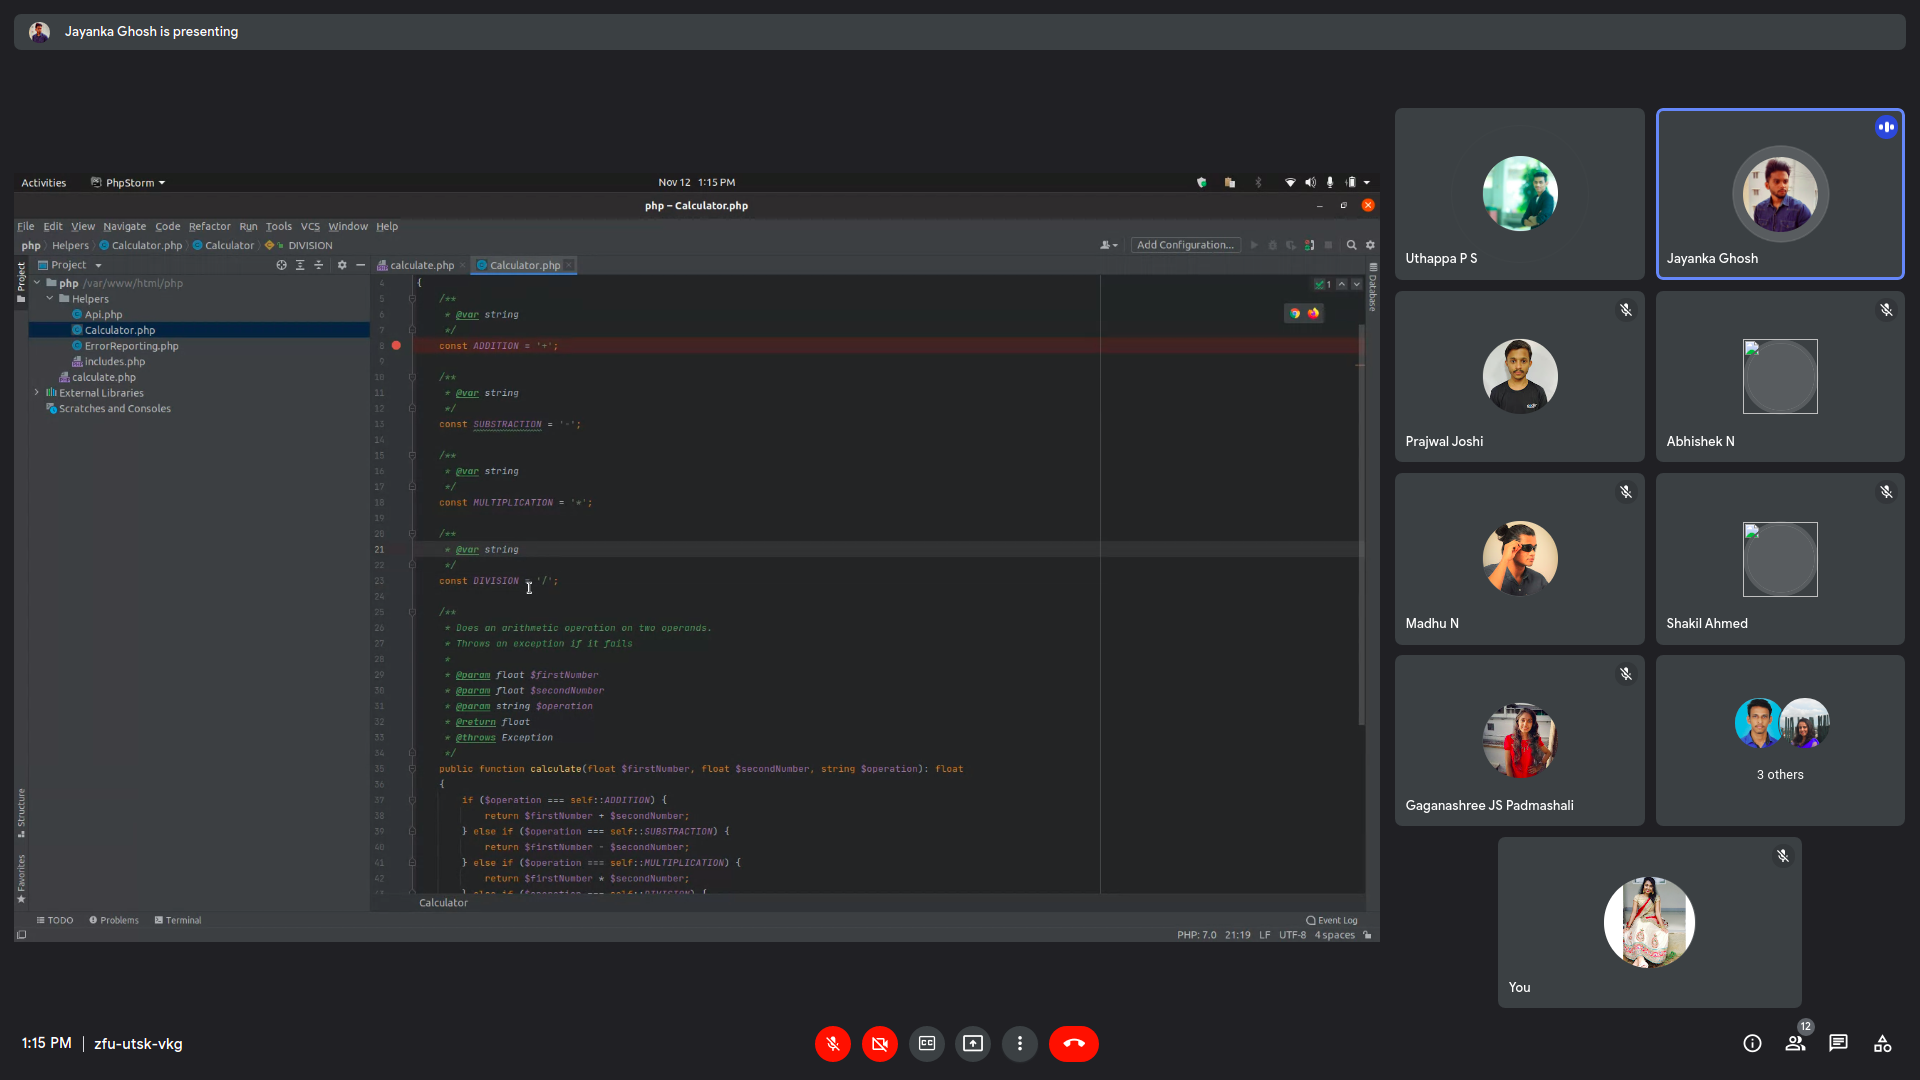 Jayanka Ghosh is presenting
Activities PhpStorm Nov 12 1:15 PM
php – Calculator.php
File Edit View Navigate Code Refactor Run Tools VCS Window Help
php Helpers Calculator.php Calculator DIVISION Add Configuration...
Project calculate.php Calculator.php
Project
php /var/www/html/php
Helpers
Api.php
Calculator.php
ErrorReporting.php
includes.php
calculate.php
External Libraries
Scratches and Consoles
Structure
Favorites
Database
1
4 {
5 /**
6 * @var string
7 */
8 const ADDITION = '+';
9
10 /**
11 * @var string
12 */
13 const SUBSTRACTION = '-';
14
15 /**
16 * @var string
17 */
18 const MULTIPLICATION = '*';
19
20 /**
21 * @var string
22 */
23 const DIVISION = '/';
24
25 /**
26 * Does an arithmetic operation on two operands.
27 * Throws an exception if it fails
28 *
29 * @param float $firstNumber
30 * @param float $secondNumber
31 * @param string $operation
32 * @return float
33 * @throws Exception
34 */
35 public function calculate(float $firstNumber, float $secondNumber, string $operation): float
36 {
37 if ($operation === self::ADDITION) {
38 return $firstNumber + $secondNumber;
39 } else if ($operation === self::SUBSTRACTION) {
40 return $firstNumber - $secondNumber;
41 } else if ($operation === self::MULTIPLICATION) {
42 return $firstNumber * $secondNumber;
43 } else if ($operation === self::DIVISION) {
Calculator
TODO Problems Terminal Event Log
PHP: 7.0 21:19 LF UTF-8 4 spaces
Uthappa P S
Jayanka Ghosh
Prajwal Joshi
Abhishek N
Madhu N
Shakil Ahmed
Gaganashree JS Padmashali
3 others
You
1:15 PM | zfu-utsk-vkg
12